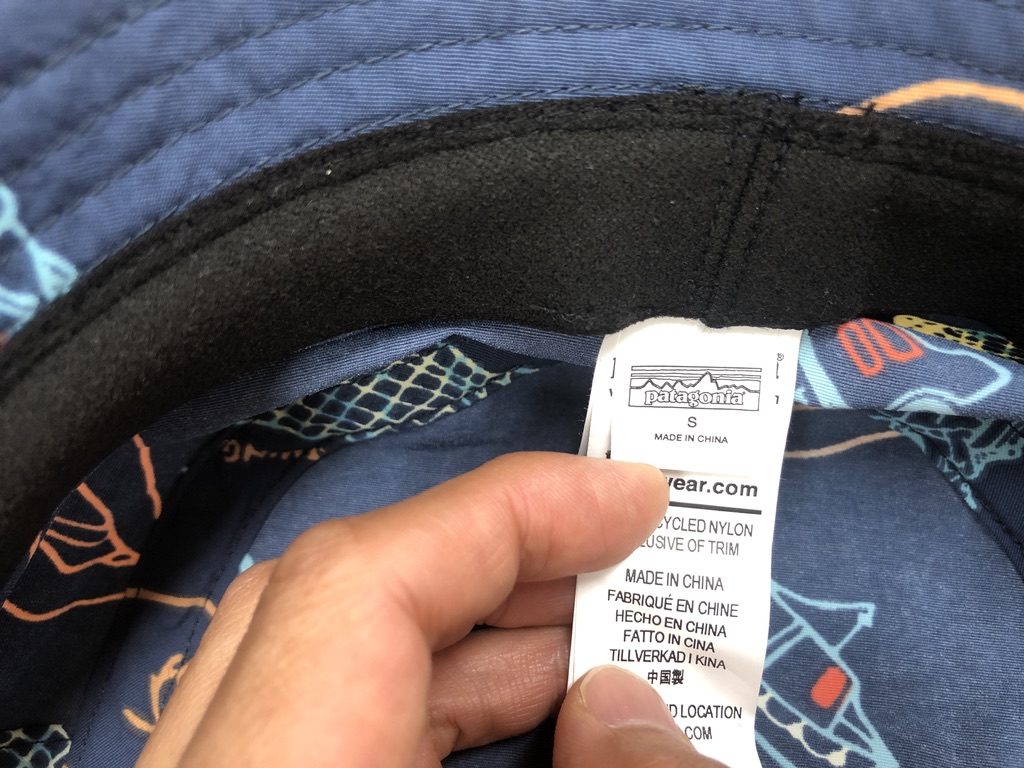 patagonia
S
MADE IN CHINA
wear.com
CYCLED NYLON
LUSIVE OF TRIM
MADE IN CHINA
FABRIQUÉ EN CHINE
HECHO EN CHINA
FATTO IN CINA
TILLVERKAD I KINA
中国製
D LOCATION
.COM